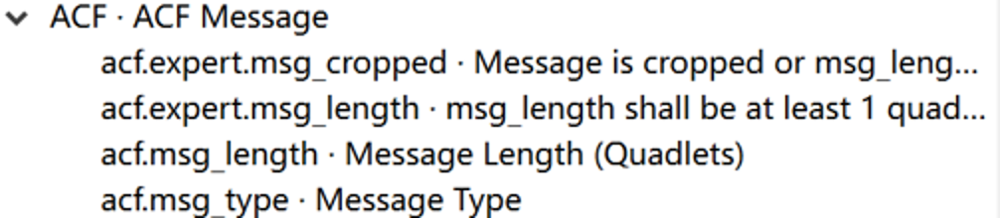 ACF · ACF Message
acf.expert.msg_cropped · Message is cropped or msg_leng...
acf.expert.msg_length · msg_length shall be at least 1 quad...
acf.msg_length · Message Length (Quadlets)
acf.msg_type · Message Type